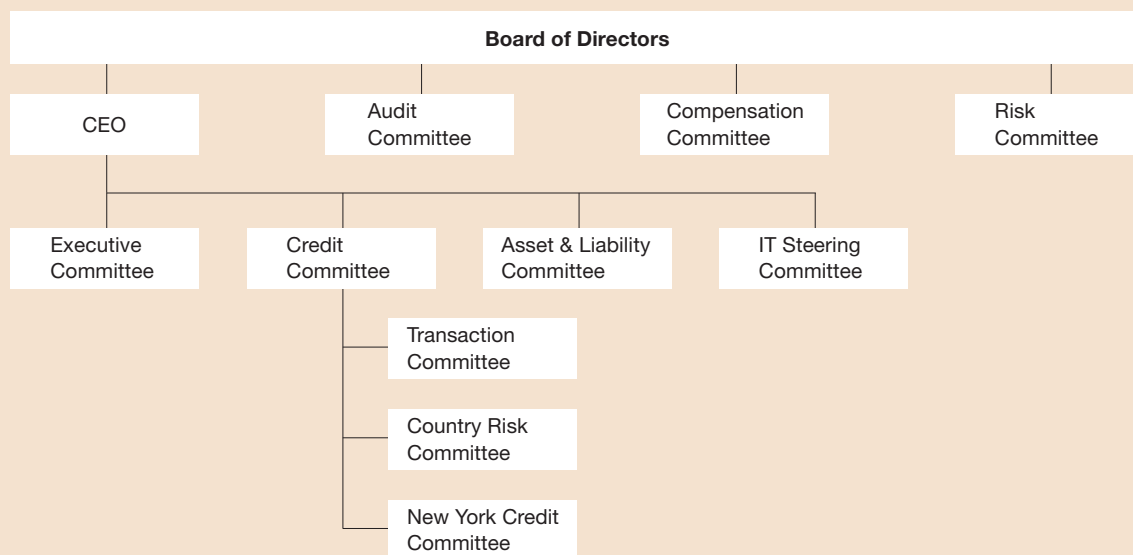 Board of Directors
CEO
Audit
Committee
Compensation
Committee
Risk
Committee
Executive
Committee
Credit
Committee
Asset & Liability
Committee
IT Steering
Committee
Transaction
Committee
Country Risk
Committee
New York Credit
Committee